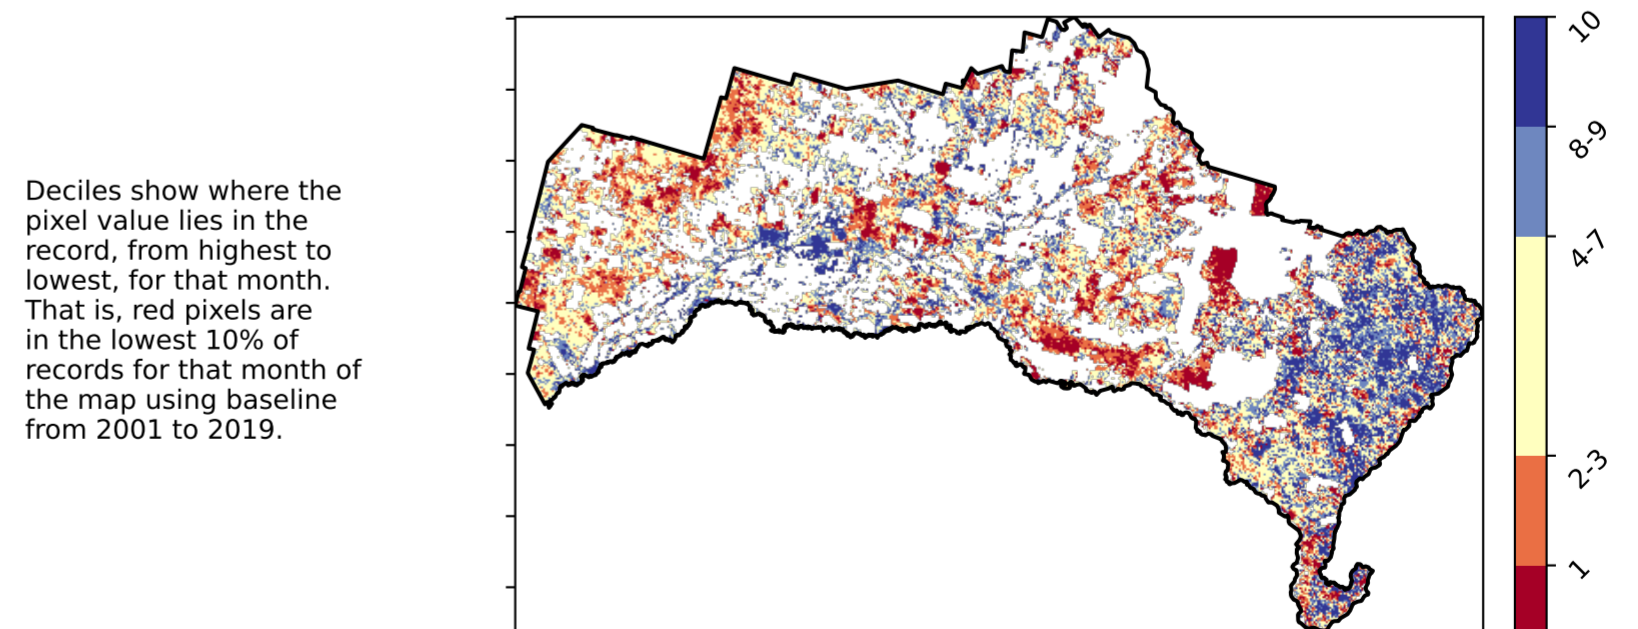 Deciles show where the
pixel value lies in the
record, from highest to
lowest, for that month.
That is, red pixels are
in the lowest 10% of
records for that month of
the map using baseline
from 2001 to 2019.
10
8-9
4-7
2-3
1